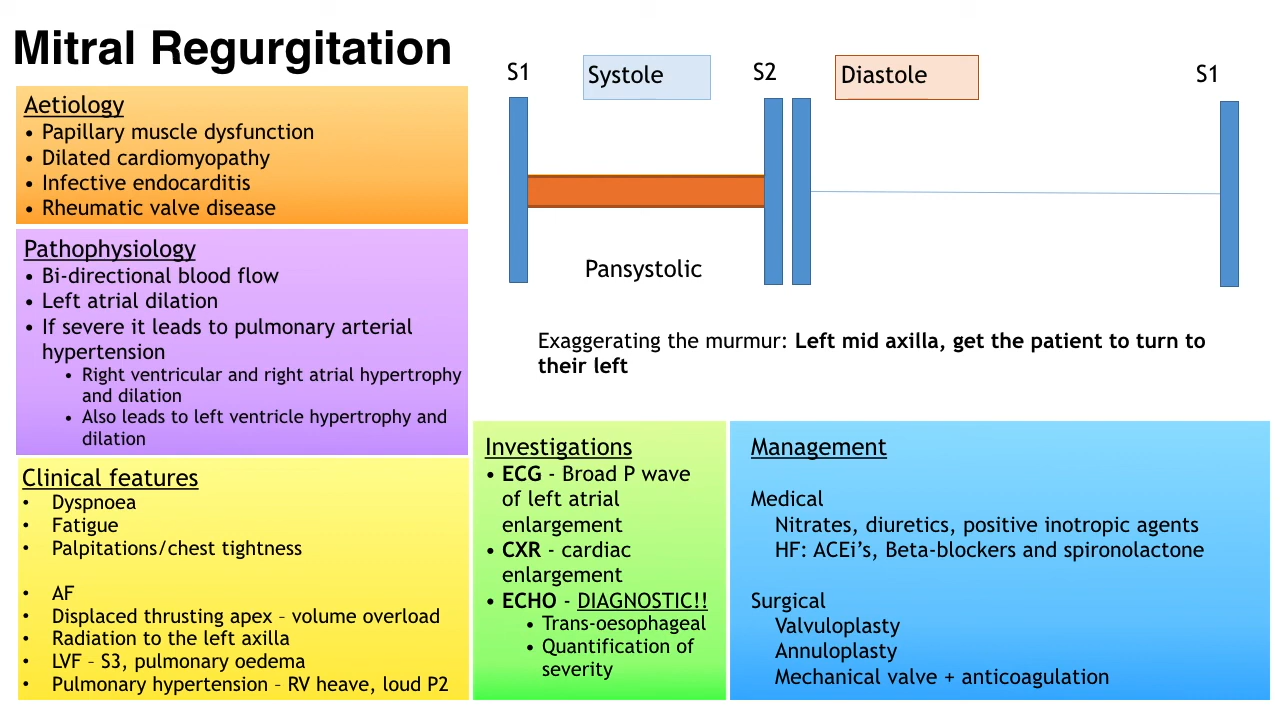 Mitral Regurgitation
Aetiology
• Papillary muscle dysfunction
• Dilated cardiomyopathy
• Infective endocarditis
• Rheumatic valve disease
Pathophysiology
• Bi-directional blood flow
• Left atrial dilation
• If severe it leads to pulmonary arterial
hypertension
• Right ventricular and right atrial hypertrophy
and dilation
• Also leads to left ventricle hypertrophy and
dilation
Clinical features
• Dyspnoea
• Fatigue
• Palpitations/chest tightness
• AF
• Displaced thrusting apex – volume overload
• Radiation to the left axilla
• LVF – S3, pulmonary oedema
• Pulmonary hypertension – RV heave, loud P2
S1
Systole
S2
Diastole
S1
Pansystolic
Exaggerating the murmur: Left mid axilla, get the patient to turn to
their left
Investigations
• ECG - Broad P wave
of left atrial
enlargement
• CXR - cardiac
enlargement
• ECHO - DIAGNOSTIC!!
• Trans-oesophageal
• Quantification of
severity
Management
Medical
Nitrates, diuretics, positive inotropic agents
HF: ACEi’s, Beta-blockers and spironolactone
Surgical
Valvuloplasty
Annuloplasty
Mechanical valve + anticoagulation